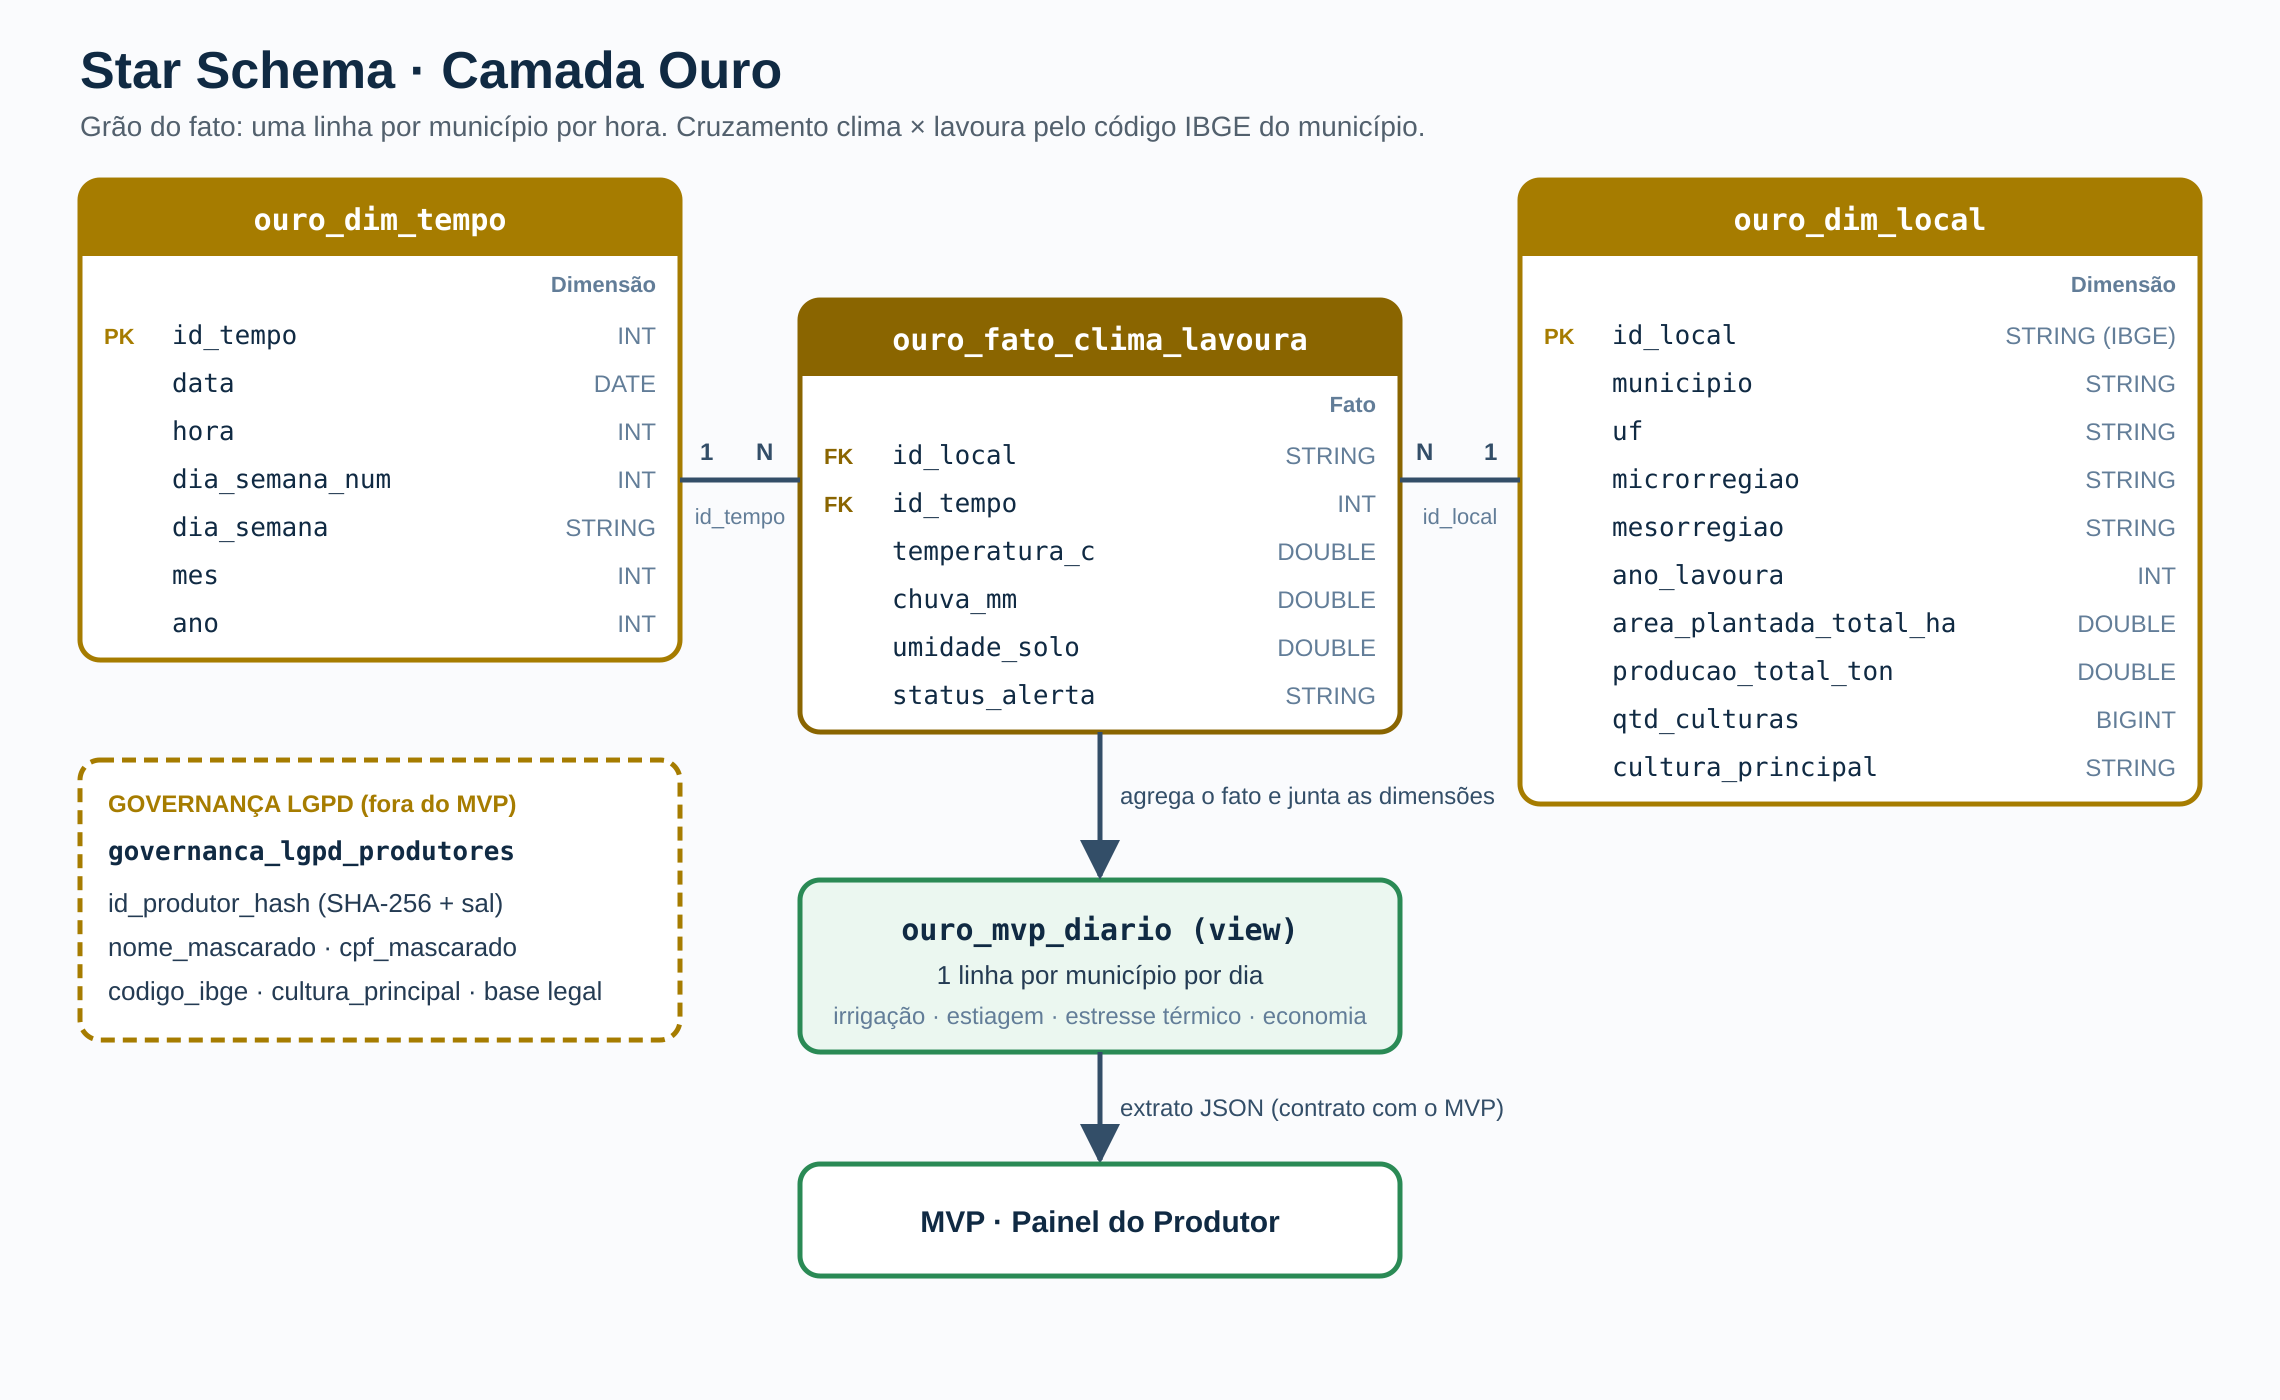 Star Schema · Camada Ouro
Grão do fato: uma linha por município por hora. Cruzamento clima × lavoura pelo código IBGE do município.
ouro_dim_tempo
Dimensão
PK id_tempo INT
data DATE
hora INT
dia_semana_num INT
dia_semana STRING
mes INT
ano INT
1 N
id_tempo
ouro_fato_clima_lavoura
Fato
FK id_local STRING
FK id_tempo INT
temperatura_c DOUBLE
chuva_mm DOUBLE
umidade_solo DOUBLE
status_alerta STRING
N 1
id_local
ouro_dim_local
Dimensão
PK id_local STRING (IBGE)
municipio STRING
uf STRING
microrregiao STRING
mesorregiao STRING
ano_lavoura INT
area_plantada_total_ha DOUBLE
producao_total_ton DOUBLE
qtd_culturas BIGINT
cultura_principal STRING
GOVERNANÇA LGPD (fora do MVP)
governanca_lgpd_produtores
id_produtor_hash (SHA-256 + sal)
nome_mascarado · cpf_mascarado
codigo_ibge · cultura_principal · base legal
agrega o fato e junta as dimensões
ouro_mvp_diario (view)
1 linha por município por dia
irrigação · estiagem · estresse térmico · economia
extrato JSON (contrato com o MVP)
MVP · Painel do Produtor